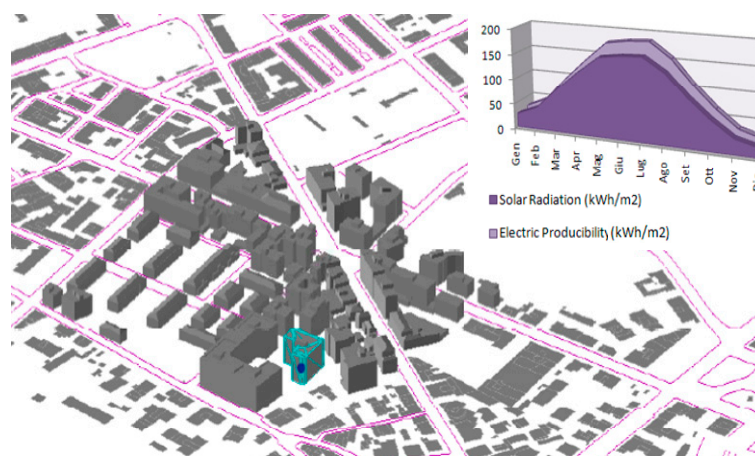 200
150
100
50
0
Gen
Feb
Mar
Apr
Mag
Giu
Lug
Ago
Set
Ott
Nov
Solar Radiation (kWh/m2)
Electric Producibility (kWh/m2)